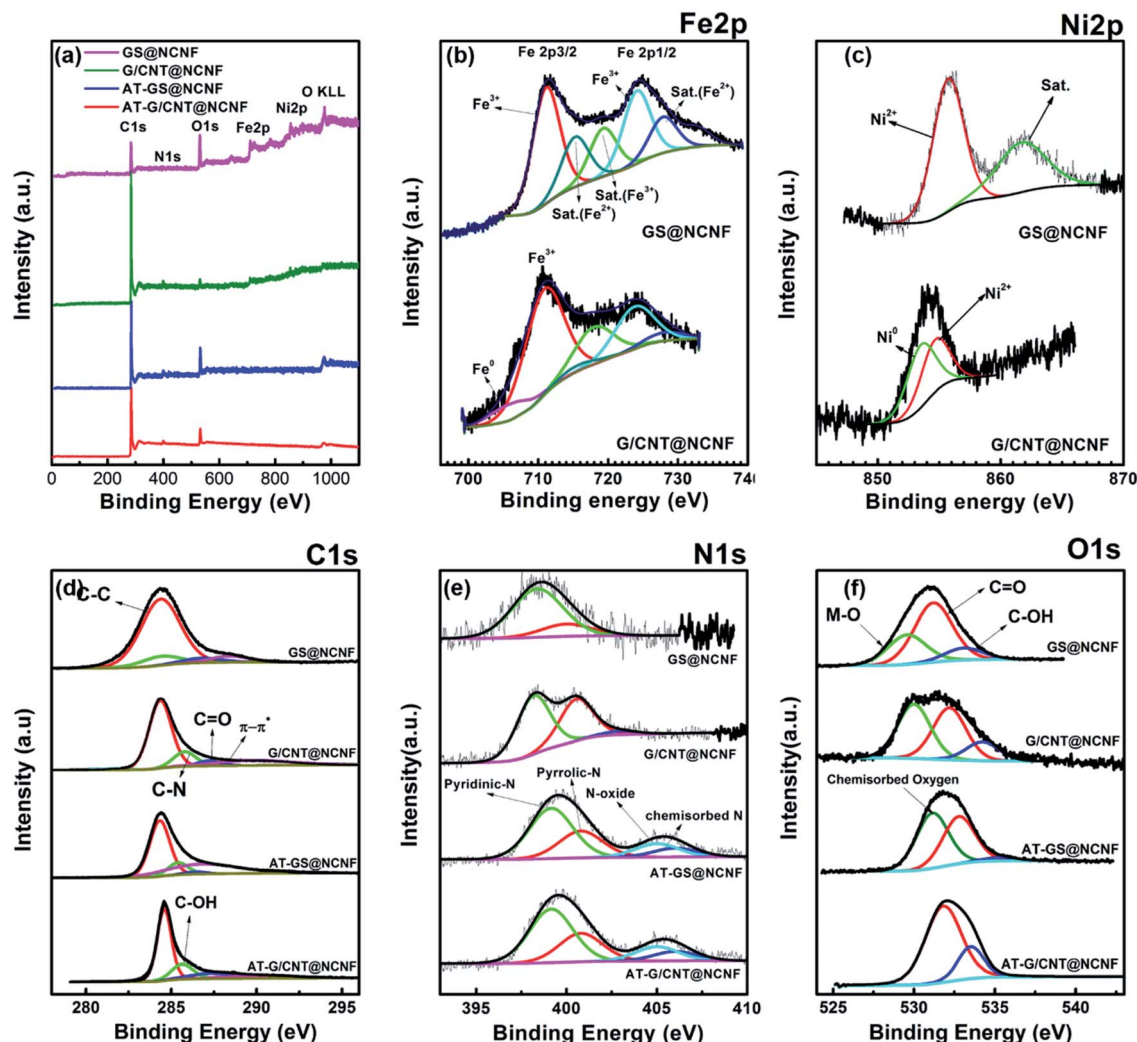 Fe2p
Ni2p
(a)
GS@NCNF
G/CNT@NCNF
AT-GS@NCNF
AT-G/CNT@NCNF
C1s
N1s
O1s
Fe2p
Ni2p
O KLL
Intensity (a.u.)
0 200 400 600 800 1000
Binding Energy (eV)
(b)
Fe 2p3/2
Fe 2p1/2
Fe³⁺
Fe³⁺
Sat.(Fe²⁺)
Sat.(Fe³⁺)
Sat.(Fe²⁺)
GS@NCNF
Fe³⁺
Fe⁰
G/CNT@NCNF
Intensity (a.u.)
700 710 720 730 740
Binding energy (eV)
(c)
Ni²⁺
Sat.
GS@NCNF
Ni²⁺
Ni⁰
G/CNT@NCNF
Intensity (a.u.)
850 860 870
Binding Energy (eV)
C1s
N1s
O1s
(d)
C-C
GS@NCNF
C=O
π–π*
G/CNT@NCNF
C-N
AT-GS@NCNF
C-OH
AT-G/CNT@NCNF
Intensity (a.u)
280 285 290 295
Binding Energy (eV)
(e)
GS@NCNF
G/CNT@NCNF
Pyridinic-N
Pyrrolic-N
N-oxide
chemisorbed N
AT-GS@NCNF
AT-G/CNT@NCNF
Intensity(a.u.)
395 400 405 410
Binding Energy (eV)
(f)
C=O
M-O
C-OH
GS@NCNF
G/CNT@NCNF
Chemisorbed Oxygen
AT-GS@NCNF
AT-G/CNT@NCNF
Intensity(a.u.)
525 530 535 540
Binding Energy (eV)